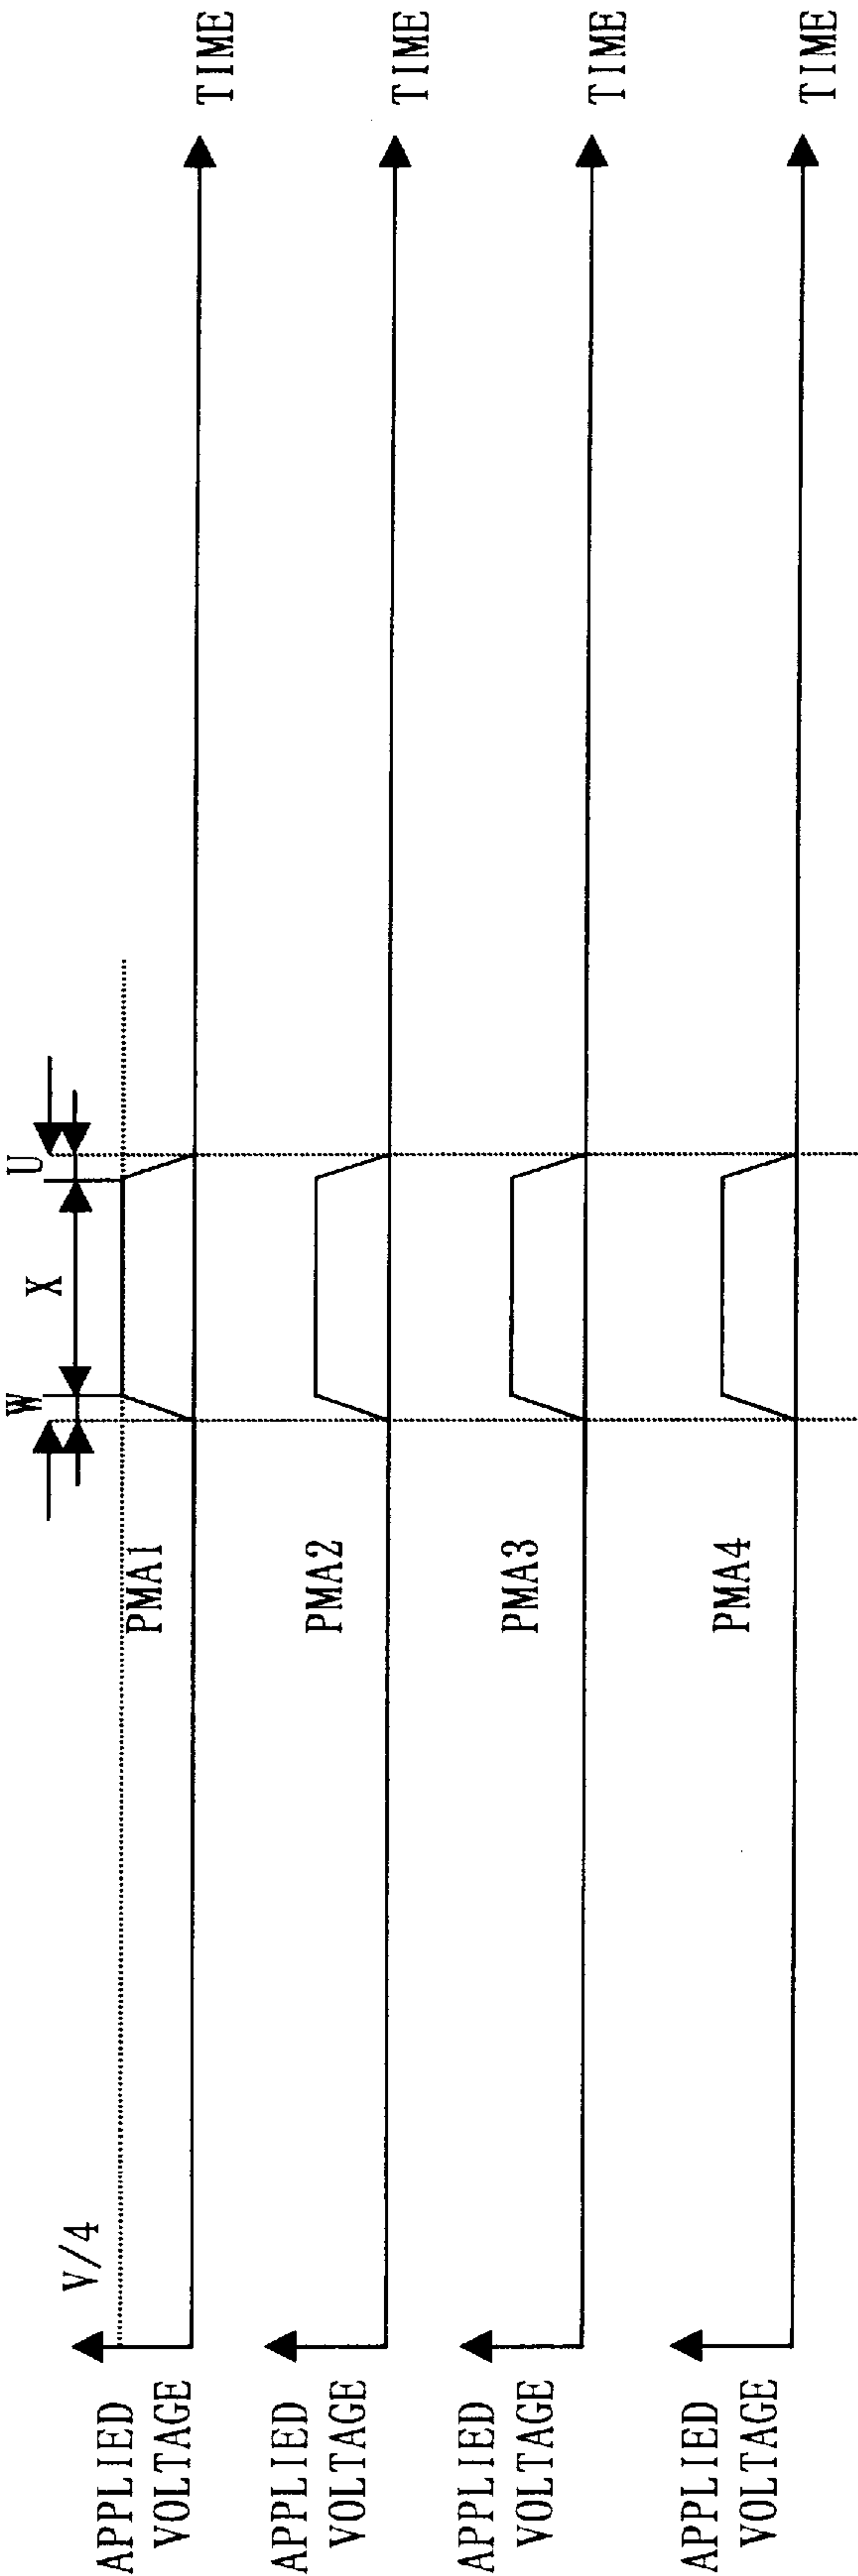 W
X
U
V/4
APPLIED
VOLTAGE
PMA1
TIME
APPLIED
VOLTAGE
PMA2
TIME
APPLIED
VOLTAGE
PMA3
TIME
APPLIED
VOLTAGE
PMA4
TIME